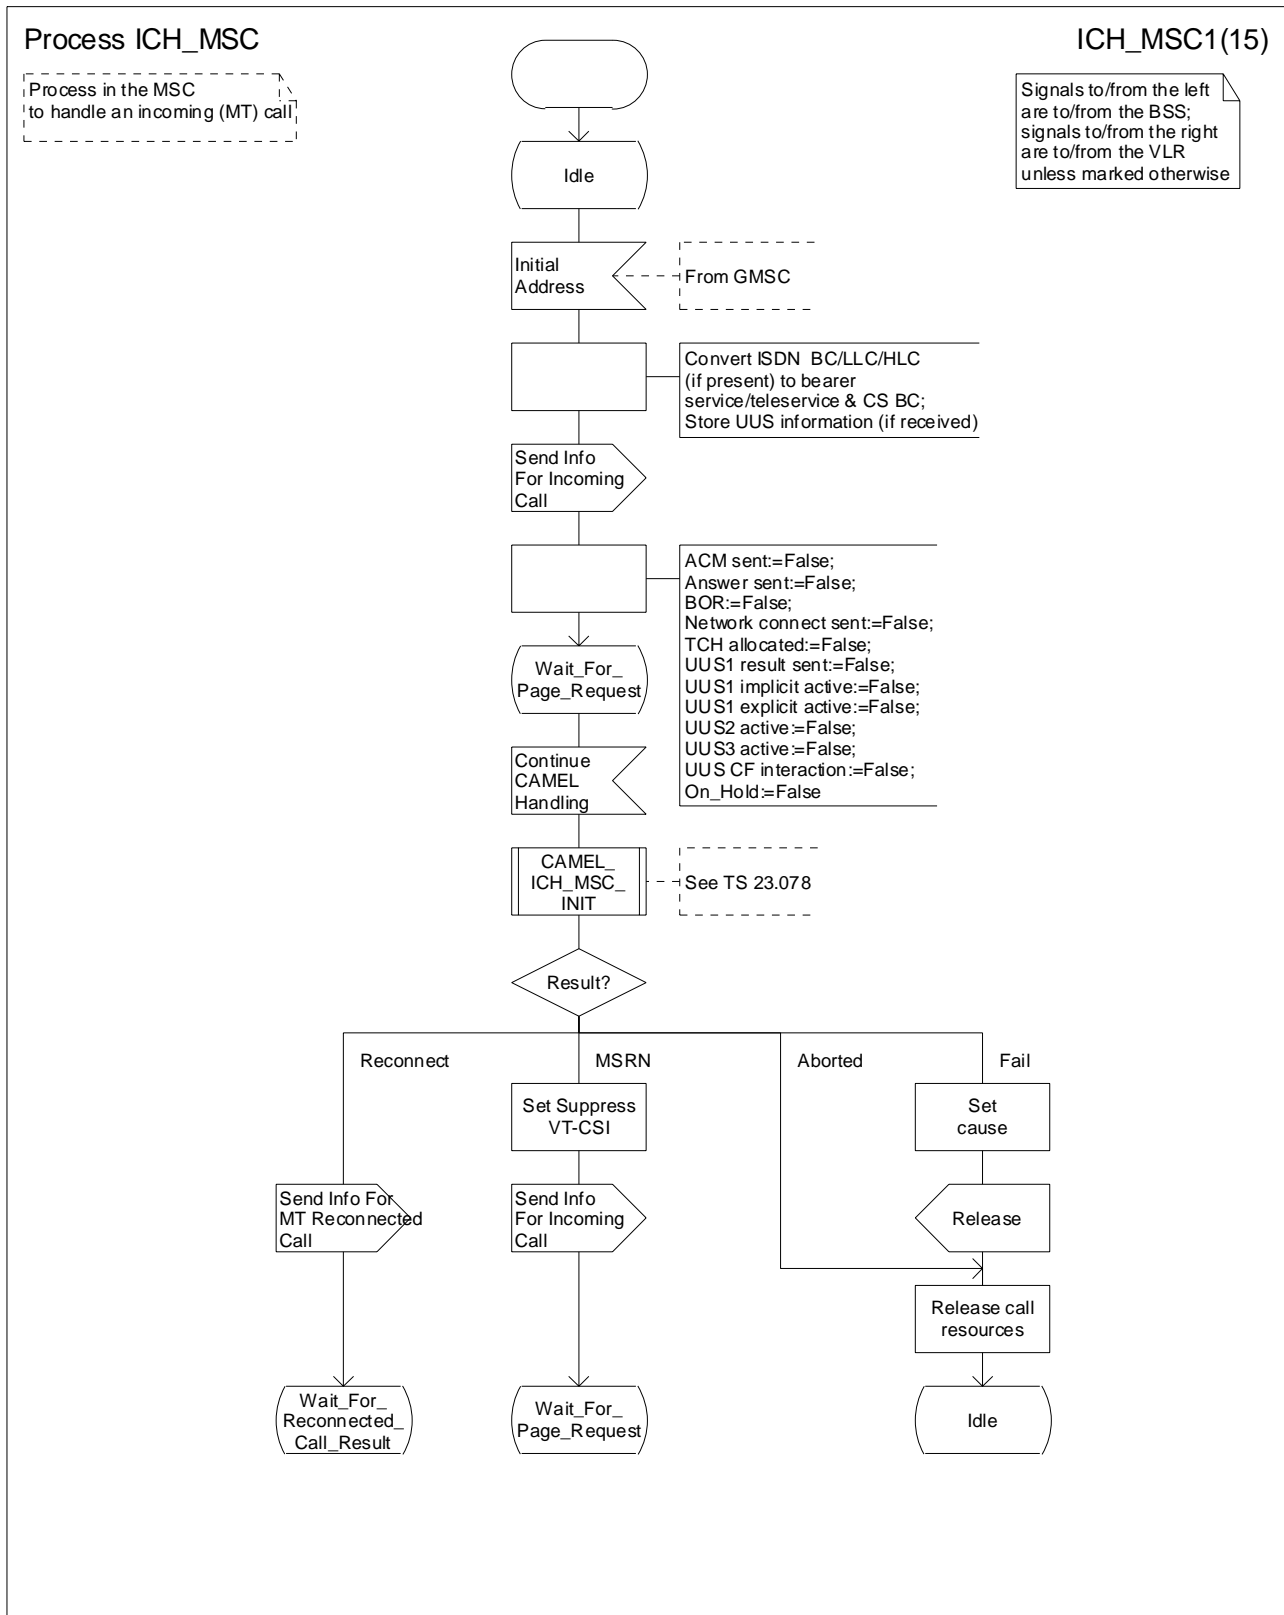 Process ICH_MSC
ICH_MSC1(15)
Process in the MSC
to handle an incoming (MT) call
Signals to/from the left
are to/from the BSS;
signals to/from the right
are to/from the VLR
unless marked otherwise
Idle
Initial
Address
From GMSC
Convert ISDN BC/LLC/HLC
(if present) to bearer
service/teleservice & CS BC;
Store UUS information (if received)
Send Info
For Incoming
Call
ACM sent:=False;
Answer sent:=False;
BOR:=False;
Network connect sent:=False;
TCH allocated:=False;
UUS1 result sent:=False;
UUS1 implicit active:=False;
UUS1 explicit active:=False;
UUS2 active:=False;
UUS3 active:=False;
UUS CF interaction:=False;
On_Hold:=False
Wait_For_
Page_Request
Continue
CAMEL
Handling
CAMEL_
ICH_MSC_
INIT
See TS 23.078
Result?
Reconnect
MSRN
Aborted
Fail
Set Suppress
VT-CSI
Set
cause
Send Info For
MT Reconnected
Call
Send Info
For Incoming
Call
Release
Release call
resources
Wait_For_
Reconnected_
Call_Result
Wait_For_
Page_Request
Idle